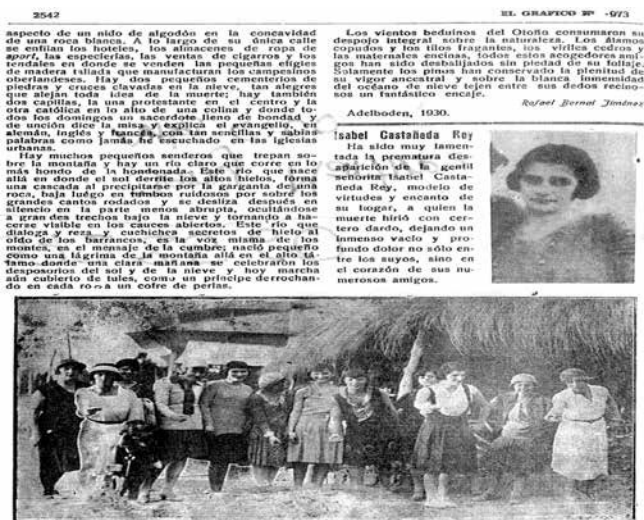 2542
EL GRAFICO Nº -973
aspecto de un nido de algodón en la concavidad
de una roca blanca. A lo largo de su única calle
se enfilan los hoteles, los almacenes de ropa de
sport, las especierías, las ventas de cigarros y los
tendales en donde se venden las pequeñas efigies
de madera tallada que manufacturan los campesinos
oberlandeses. Hay dos pequeños cementerios de
piedras y cruces clavadas en la nieve, tan alegres
que alejan toda idea de la muerte; hay también
dos capillas, la una protestante en el centro y la
otra católica en lo alto de una colina y donde to-
dos los domingos un sacerdote lleno de bondad y
de unción dice la misa y explica el evangelio, en
alemán, inglés y francés, con tan sencillas y sabias
palabras como jamás he escuchado en las iglesias
urbanas.
Hay muchos pequeños senderos que trepan so-
bre la montaña y hay un río claro que corre en lo
más hondo de la hondonada. Este río que nace
allá en donde el sol derrite los altos hielos, forma
una cascada al precipitarse por la garganta de una
roca, baja luego en tumbos ruidosos por sobre los
grandes cantos rodados y se desliza después en
silencio en la parte menos abrupta, ocultándose
a grandes trechos bajo la nieve y tornando a ha-
cerse visible en los cauces abiertos. Este río que
dialoga y reza y cuchichea secretos de hielo al
oído de los barrancos, es la voz misma de los
montes, es el mensaje de la cumbre; nació pequeño
como una lágrima de la montaña allá en el alto tá-
lamo donde una clara mañana se celebraron los
desposorios del sol y de la nieve y hoy marcha
aún cubierto de tules, como un príncipe derrochan-
do en cada roca un cofre de perlas.
Los vientos beduinos del Otoño consumaron su
despojo integral sobre la naturaleza. Los álamos
copudos y los tilos fragantes, los viriles cedros y
las maternales encinas, todos estos acogedores ami-
gos han sido desbalijados sin piedad de su follaje.
Solamente los pinos han conservado la plenitud de
su vigor ancestral y sobre la blanca inmensidad
del océano de nieve tejen entre sus dedos recino-
sos un fantástico encaje.
Rafael Bernal Jiménez
Adelboden, 1930.
Isabel Castañeda Rey
Ha sido muy lamen-
tada la prematura des-
aparición de la gentil
señorita Isabel Casta-
ñeda Rey, modelo de
virtudes y encanto de
su hogar, a quien la
muerte hirió con cer-
tero dardo, dejando un
inmenso vacío y pro-
fundo dolor no sólo en-
tre los suyos, sino en
el corazón de sus nu-
merosos amigos.